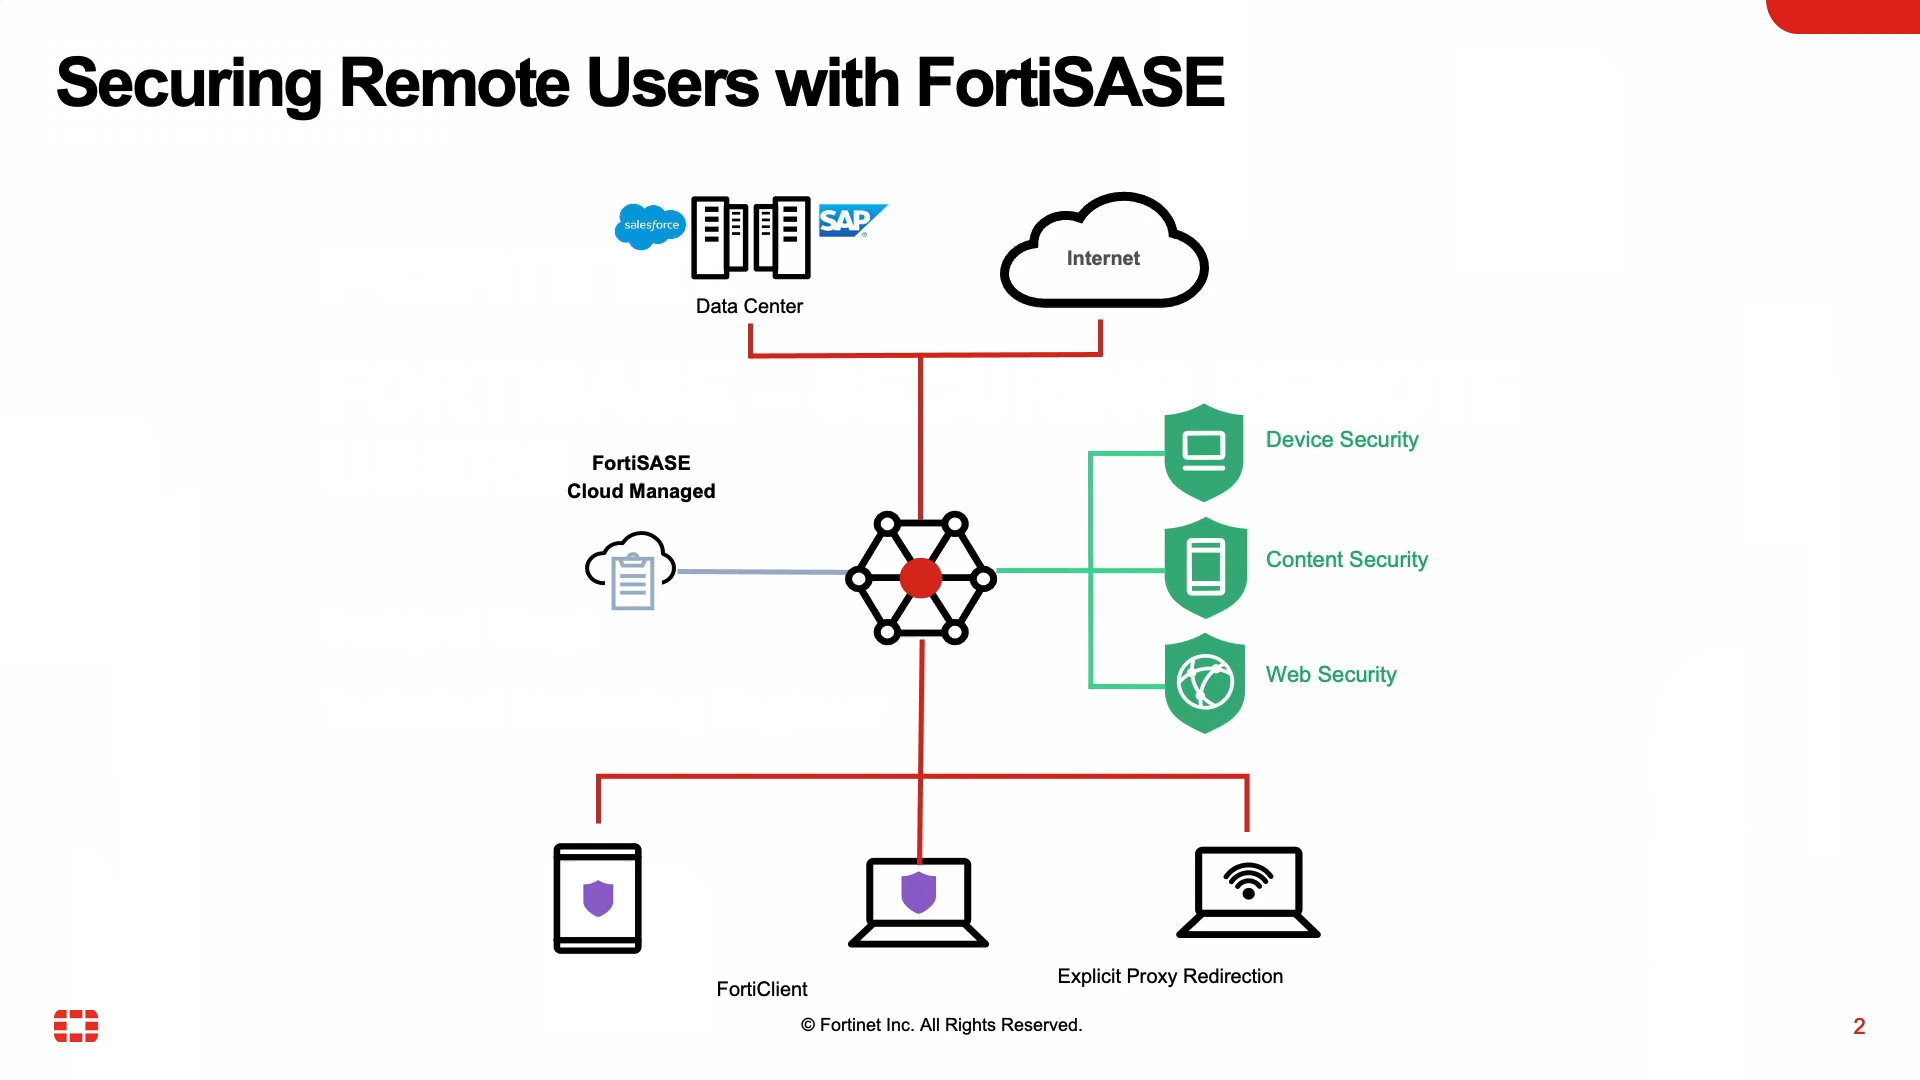 Securing Remote Users with FortiSASE
salesforce
SAP®
Internet
Data Center
Device Security
FortiSASE
Cloud Managed
Content Security
Web Security
FortiClient
Explicit Proxy Redirection
© Fortinet Inc. All Rights Reserved.
2